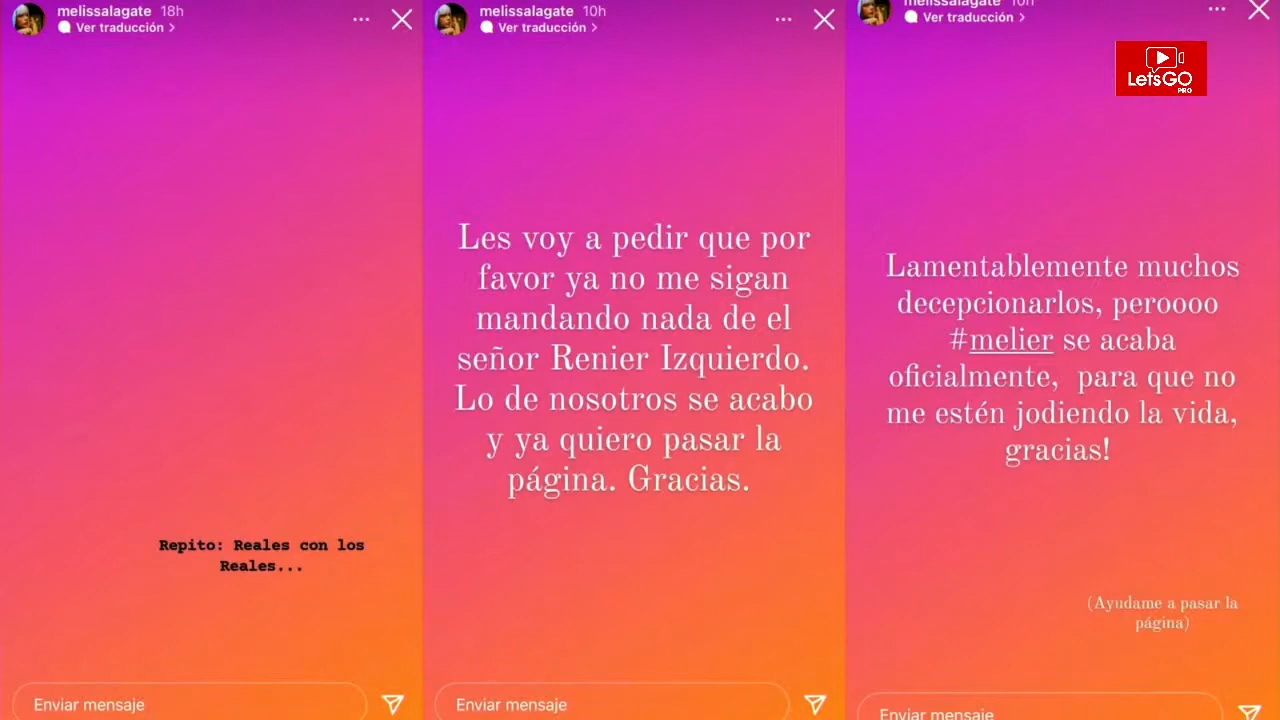 melissalagate 18h
Ver traducción >
Repito: Reales con los
Reales...
Enviar mensaje
melissalagate 10h
Ver traducción >
Les voy a pedir que por
favor ya no me sigan
mandando nada de el
señor Renier Izquierdo.
Lo de nosotros se acabo
y ya quiero pasar la
página. Gracias.
Enviar mensaje
melissalagate 10h
Ver traducción >
LetsGO
PRO
Lamentablemente muchos
decepcionarlos, peroooo
#melier se acaba
oficialmente, para que no
me estén jodiendo la vida,
gracias!
(Ayudame a pasar la
página)
Enviar mensaje